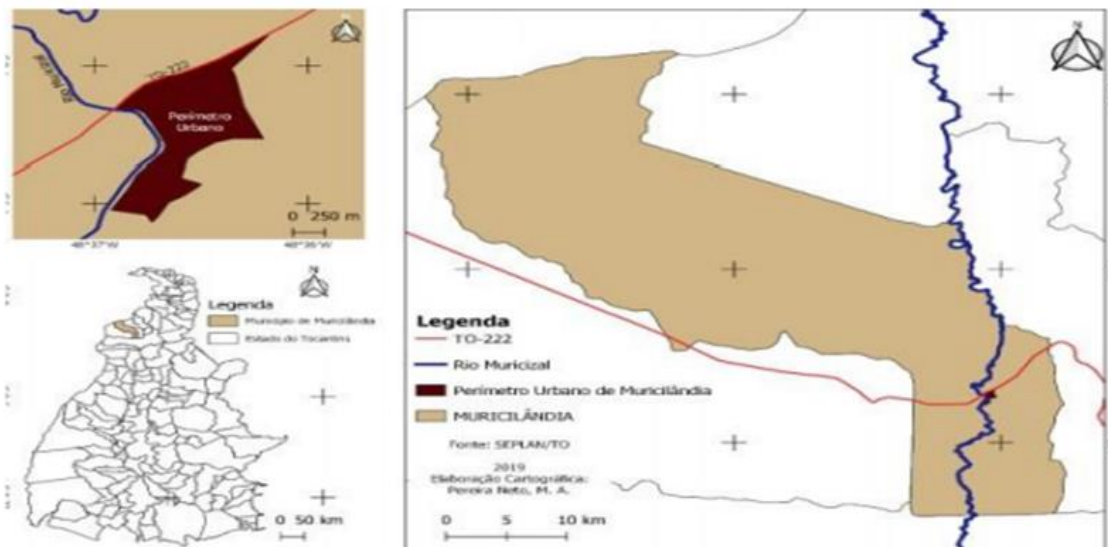 N
TO-222
Rio Muricizal
Perímetro
Urbano
0 250 m
48°37'W
48°36'W
N
Legenda
Município de Muricilândia
Estado do Tocantins
0 50 km
N
Legenda
TO-222
Rio Muricizal
Perímetro Urbano de Muricilândia
MURICILÂNDIA
Fonte: SEPLAN/TO
2019
Elaboração Cartográfica:
Pereira Neto, M. A.
0 5 10 km